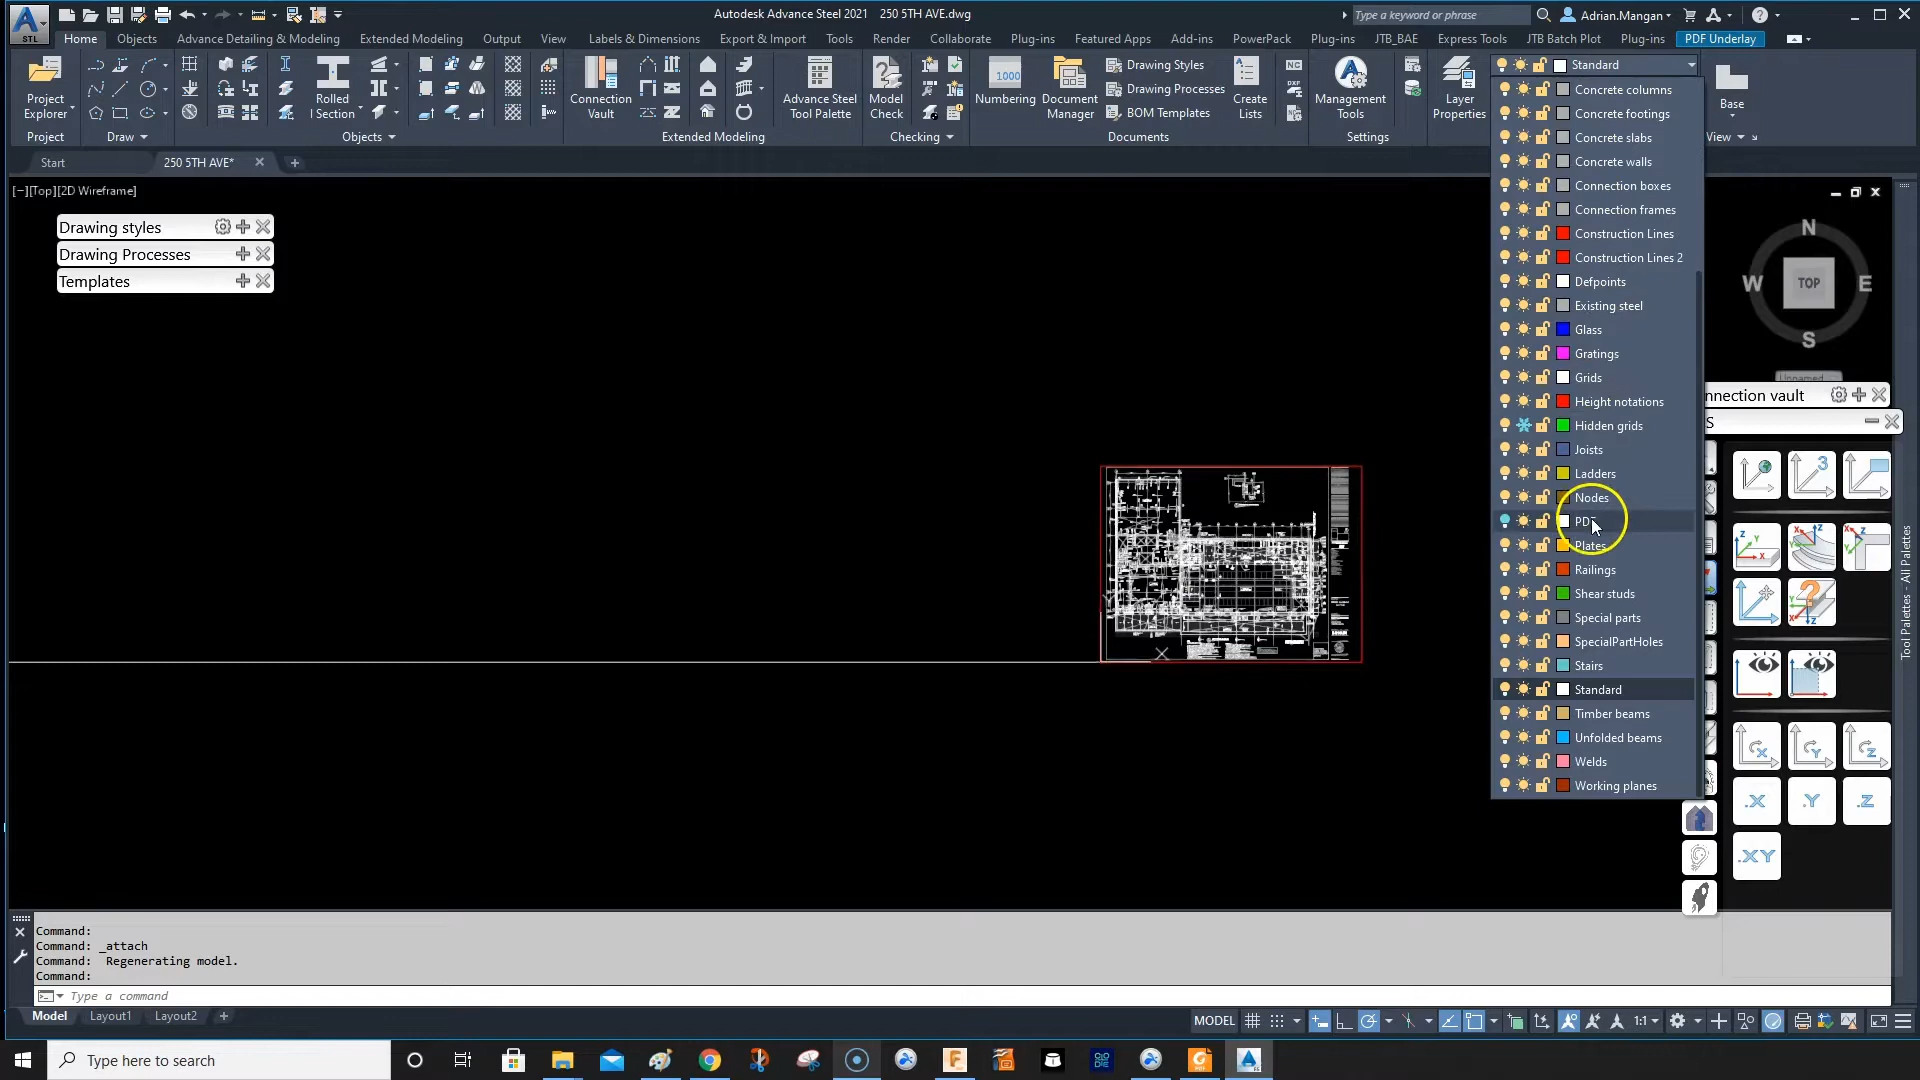 Autodesk Advance Steel 2021 250 5TH AVE.dwg
Type a keyword or phrase
Adrian.Mangan
STL
Home Objects Advance Detailing & Modeling Extended Modeling Output View Labels & Dimensions Export & Import Tools Render Collaborate Plug-ins Featured Apps Add-ins PowerPack Plug-ins JTB_BAE Express Tools JTB Batch Plot Plug-ins PDF Underlay
Project
Explorer
Rolled
I Section
Connection
Vault
Advance Steel
Tool Palette
Model
Check
1000
Numbering
Document
Manager
Drawing Styles
Drawing Processes
BOM Templates
Create
Lists
NC
DXF
Management
Tools
Layer
Properties
Standard
Base
Project Draw Objects Extended Modeling Checking Documents Settings View
Start
250 5TH AVE*
[−][Top][2D Wireframe]
Drawing styles
Drawing Processes
Templates
Concrete columns
Concrete footings
Concrete slabs
Concrete walls
Connection boxes
Connection frames
Construction Lines
Construction Lines 2
Defpoints
Existing steel
Glass
Gratings
Grids
Height notations
Hidden grids
Joists
Ladders
Nodes
PDF
Plates
Railings
Shear studs
Special parts
SpecialPartHoles
Stairs
Standard
Timber beams
Unfolded beams
Welds
Working planes
N
W TOP E
S
Unnamed
nnection vault
S
3
.X .Y .Z
.XY
Tool Palettes - All Palettes
Command:
Command: _attach
Command: Regenerating model.
Command:
Type a command
Model Layout1 Layout2
MODEL
1:1
Type here to search